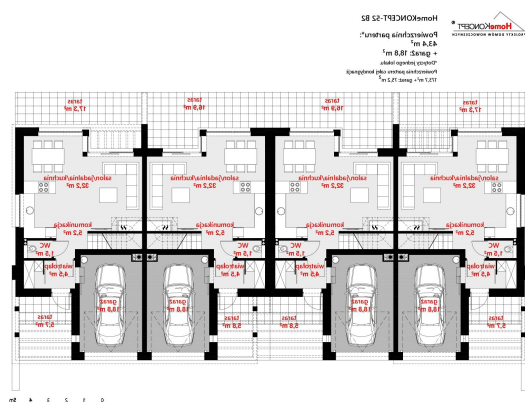 HomeKONCEPT-52 B2
Powierzchnia parteru*:
43,4 m²
+ garaż: 18,8 m²
*Dotyczy jednego lokalu.
Powierzchnia parteru całej kondygnacji
+ garaż: 75,2 m²
HomeKONCEPT®
PROJEKTY DOMÓW NOWOCZESNYCH
taras
17,3 m²
taras
16,9 m²
taras
16,9 m²
taras
17,3 m²
salon/jadalnia/kuchnia
32,2 m²
salon/jadalnia/kuchnia
32,2 m²
salon/jadalnia/kuchnia
32,2 m²
salon/jadalnia/kuchnia
32,2 m²
komunikacja
5,2 m²
komunikacja
5,2 m²
komunikacja
5,2 m²
komunikacja
5,2 m²
WC
1,5 m²
WC
1,5 m²
WC
1,5 m²
WC
1,5 m²
wiatrołap
4,5 m²
wiatrołap
4,5 m²
wiatrołap
4,5 m²
wiatrołap
4,5 m²
garaż
18,8 m²
garaż
18,8 m²
garaż
18,8 m²
garaż
18,8 m²
taras
5,7 m²
taras
5,8 m²
taras
5,8 m²
taras
5,7 m²
0 1 2 3 4 5m